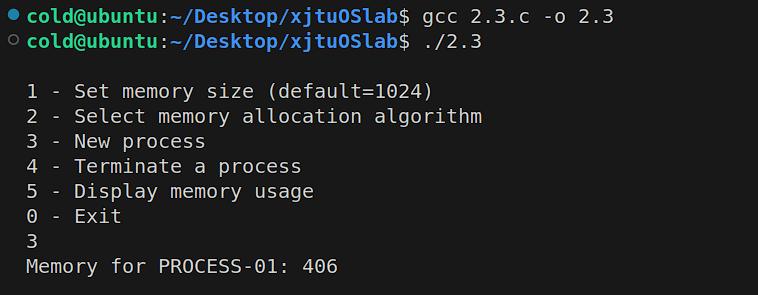 cold@ubuntu:~/Desktop/xjtuOSlab$ gcc 2.3.c -o 2.3
cold@ubuntu:~/Desktop/xjtuOSlab$ ./2.3
1 - Set memory size (default=1024)
2 - Select memory allocation algorithm
3 - New process
4 - Terminate a process
5 - Display memory usage
0 - Exit
3
Memory for PROCESS-01: 406